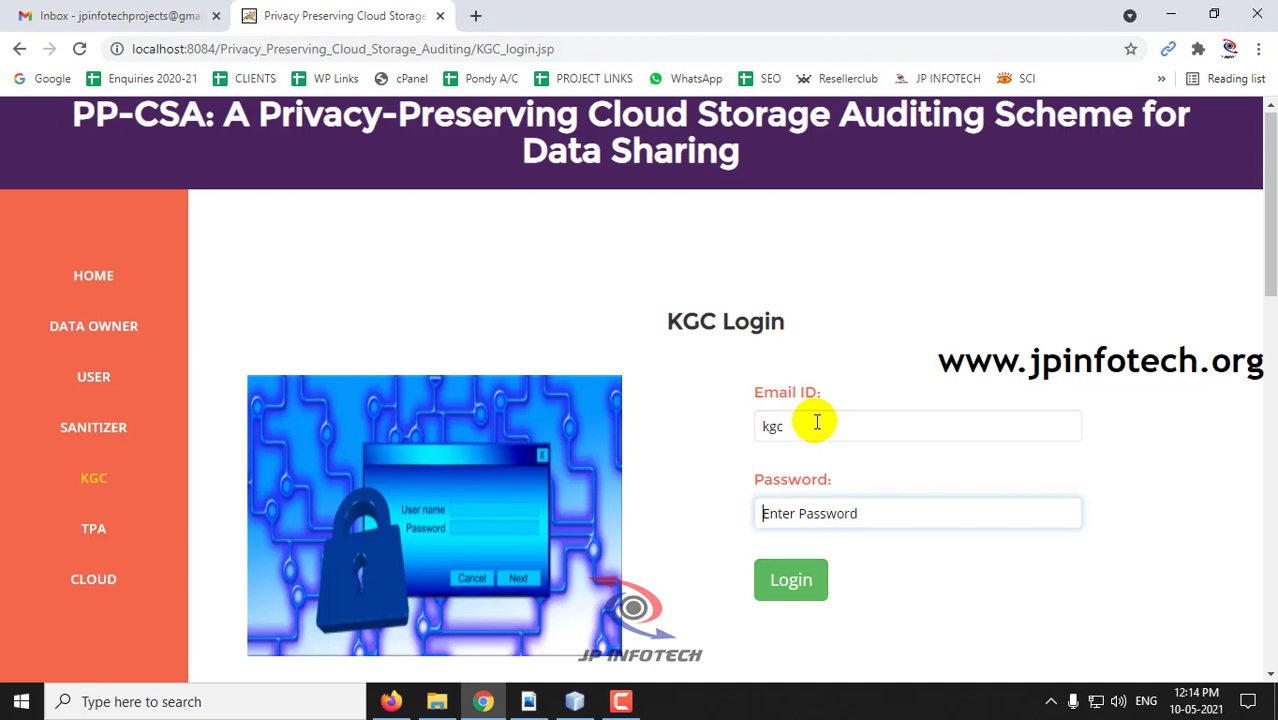 Inbox - jpinfotechprojects@gma
Privacy Preserving Cloud Storage
localhost:8084/Privacy_Preserving_Cloud_Storage_Auditing/KGC_login.jsp
Google
Enquiries 2020-21
CLIENTS
WP Links
cPanel
Pondy A/C
PROJECT LINKS
WhatsApp
SEO
Resellerclub
JP INFOTECH
SCI
»
Reading list
PP-CSA: A Privacy-Preserving Cloud Storage Auditing Scheme for
Data Sharing
HOME
DATA OWNER
USER
SANITIZER
KGC
TPA
CLOUD
KGC Login
www.jpinfotech.org
Email ID:
kgc
Password:
Enter Password
Login
User name
Password
Cancel
Next
JP INFOTECH
Type here to search
ENG
12:14 PM
10-05-2021